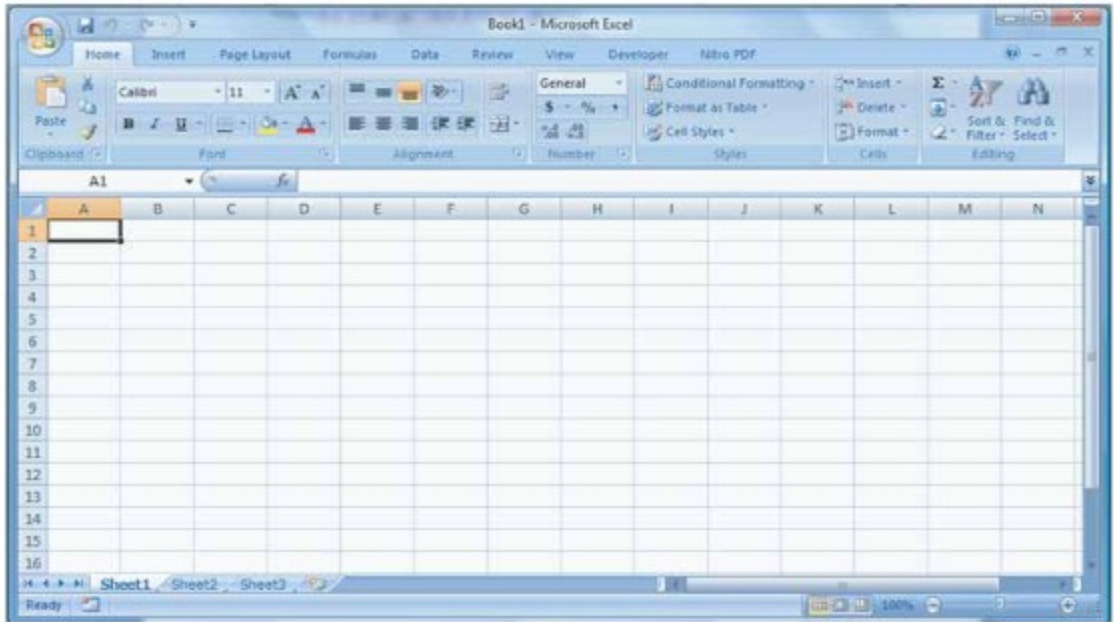 Book1 - Microsoft Excel
Home Insert Page Layout Formulas Data Review View Developer Nitro PDF
Paste
Calibri 11 A A
B I U A
General
$ %
Conditional Formatting
Format as Table
Cell Styles
Insert
Delete
Format
Σ
Sort & Filter
Find & Select
Clipboard Font Alignment Number Styles Cells Editing
A1 fx
A B C D E F G H I J K L M N
1
2
3
4
5
6
7
8
9
10
11
12
13
14
15
16
Sheet1 Sheet2 Sheet3
Ready 100%